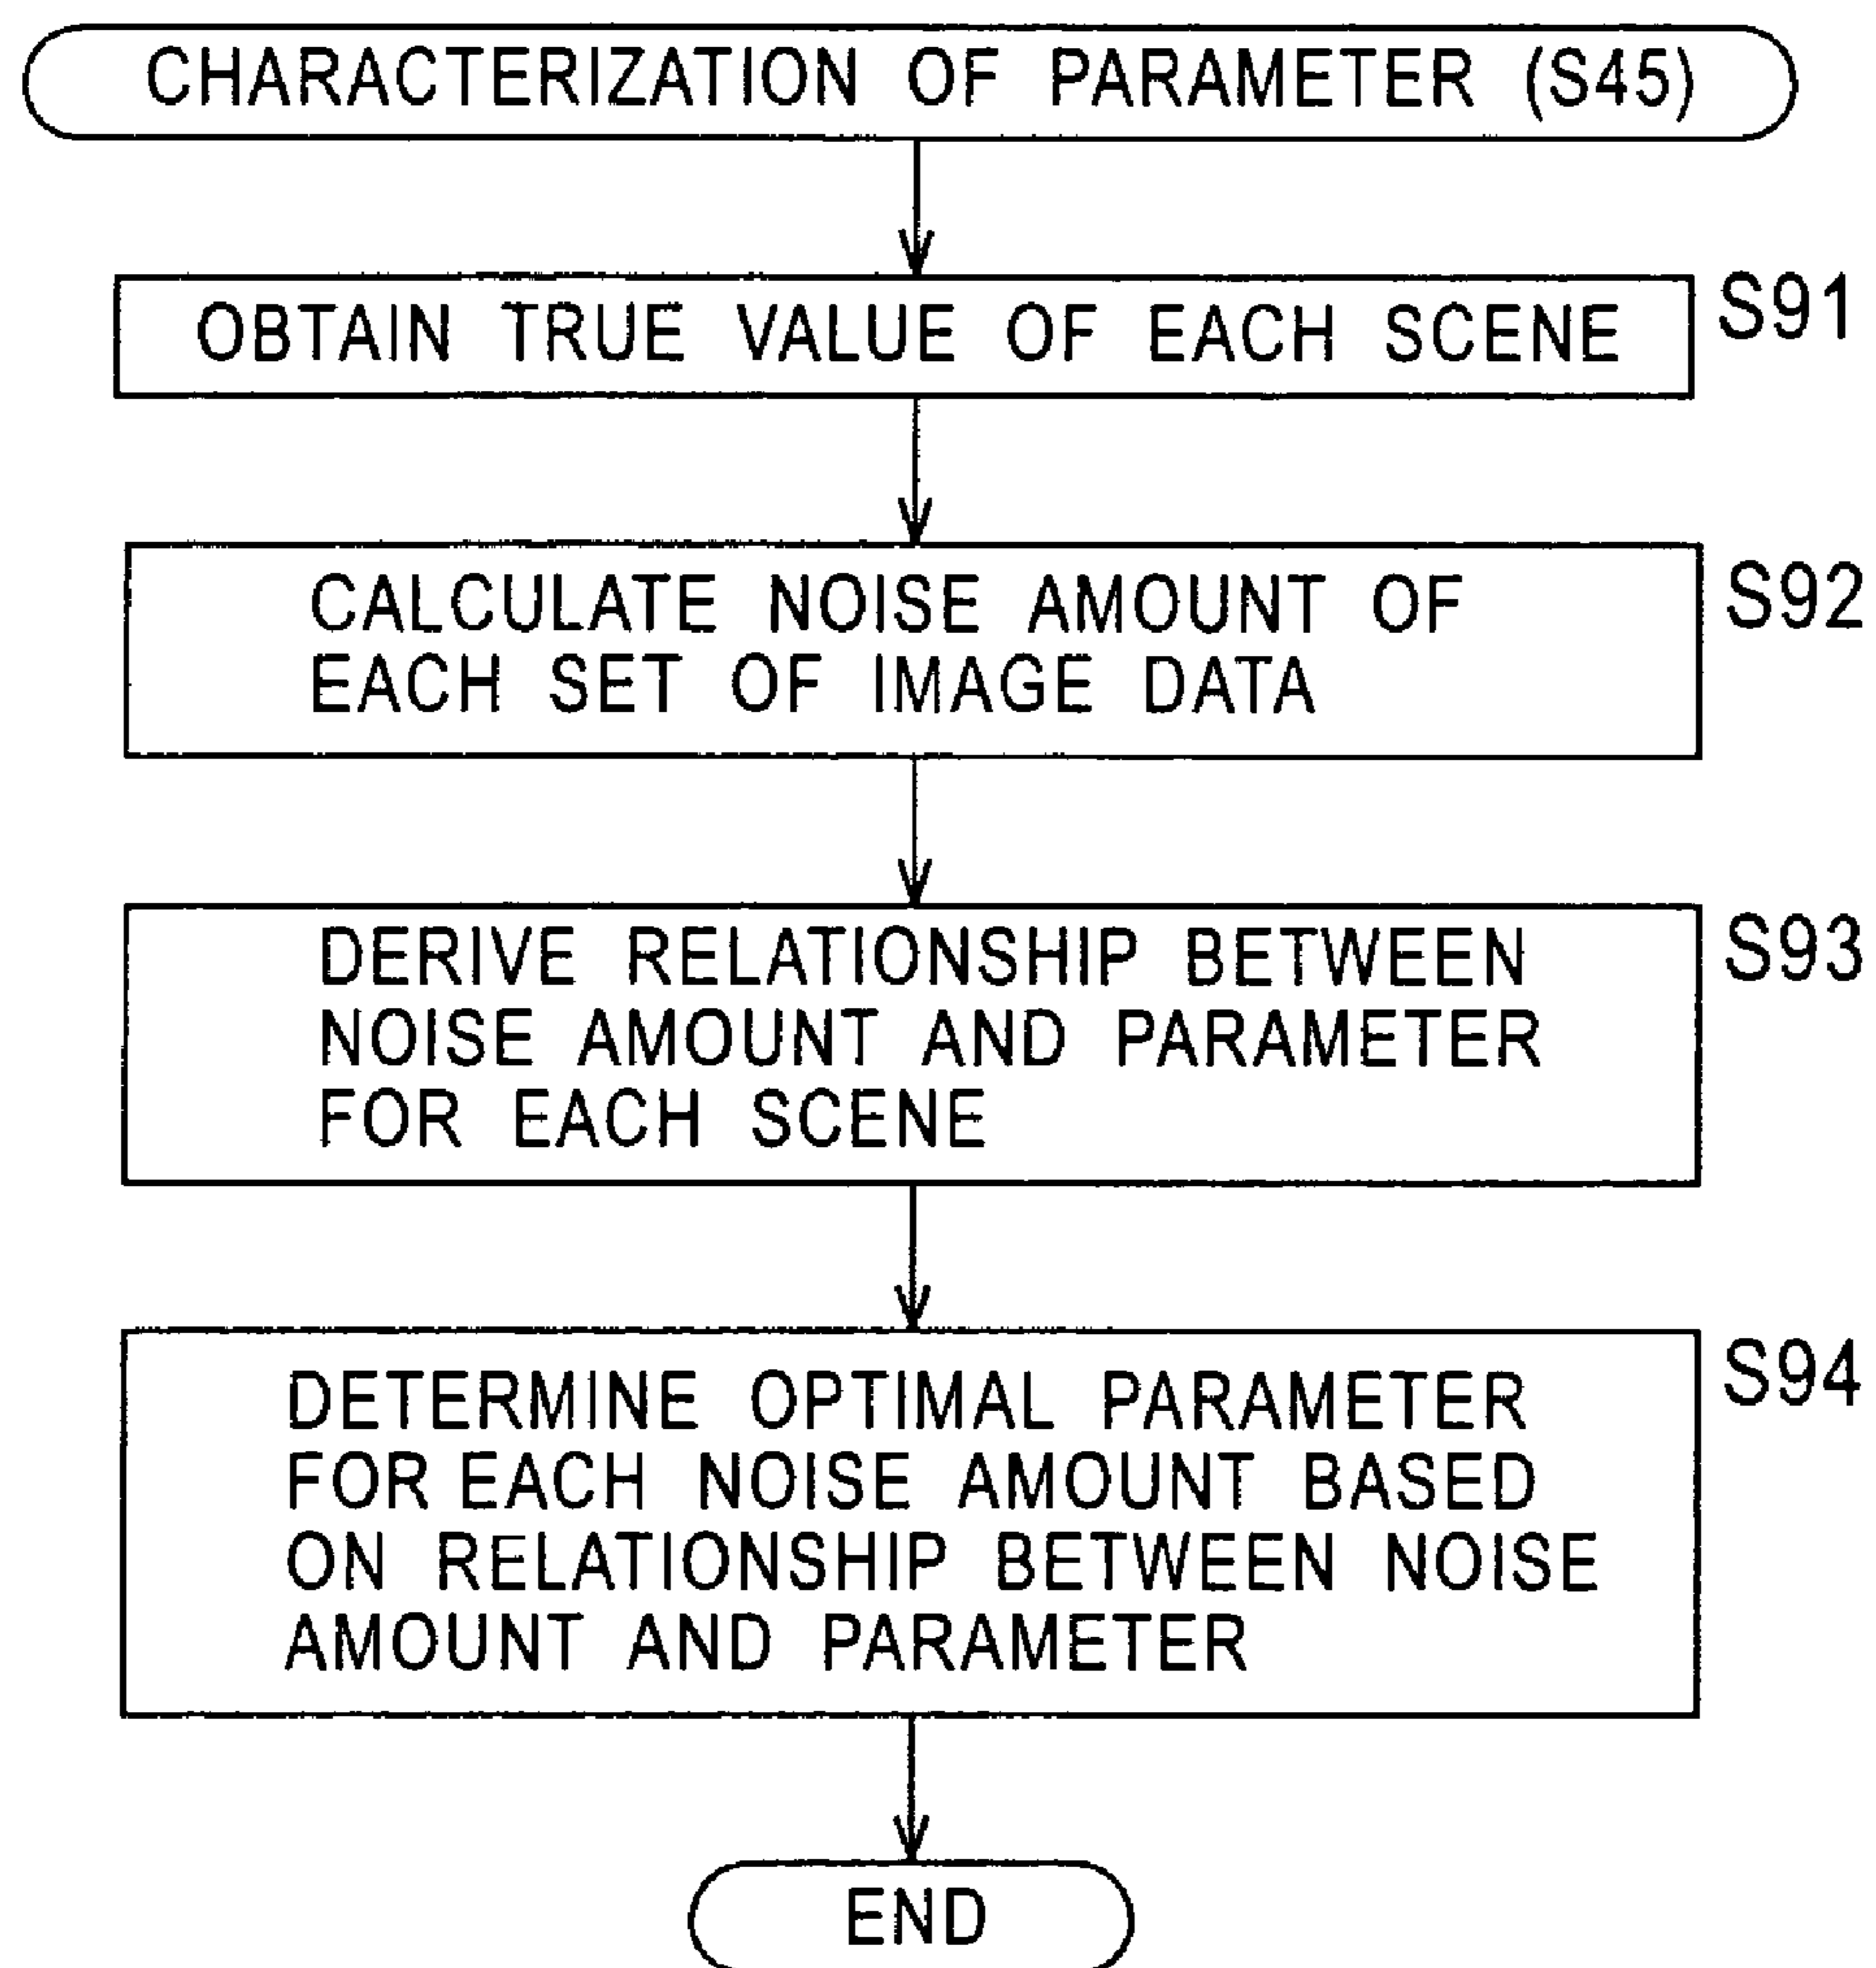 CHARACTERIZATION OF PARAMETER (S45)
OBTAIN TRUE VALUE OF EACH SCENE
S91
CALCULATE NOISE AMOUNT OF
EACH SET OF IMAGE DATA
S92
DERIVE RELATIONSHIP BETWEEN
NOISE AMOUNT AND PARAMETER
FOR EACH SCENE
S93
DETERMINE OPTIMAL PARAMETER
FOR EACH NOISE AMOUNT BASED
ON RELATIONSHIP BETWEEN NOISE
AMOUNT AND PARAMETER
S94
END